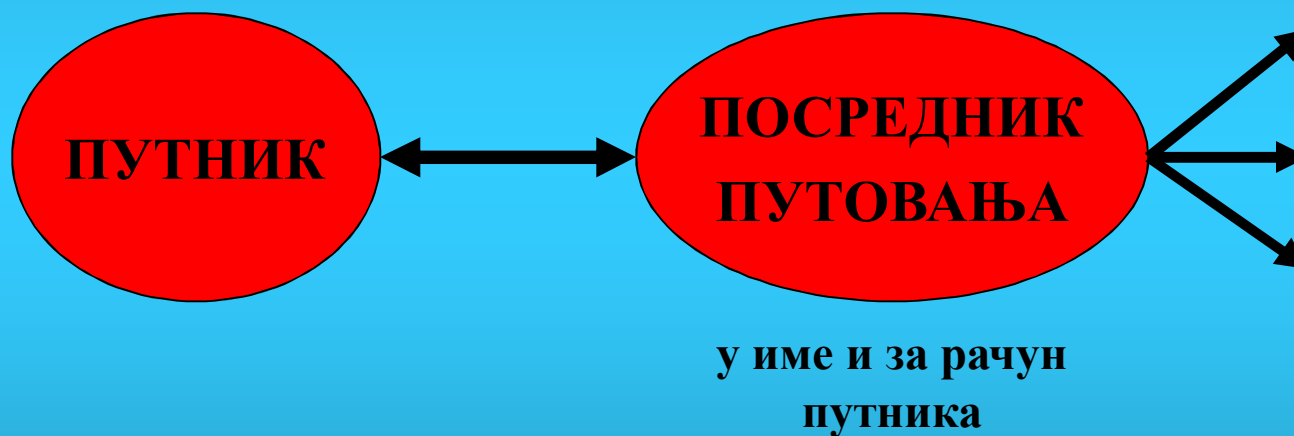 ПУТНИК
ПОСРЕДНИК
ПУТОВАЊА
у име и за рачун
путника